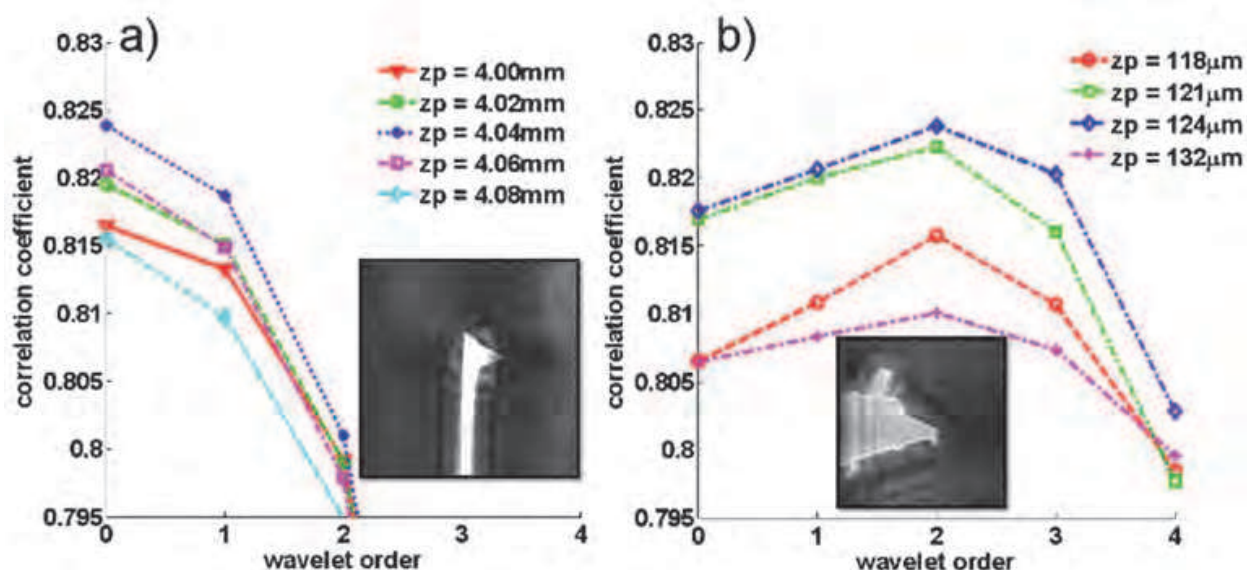 a)
0.83
0.825
0.82
0.815
0.81
0.805
0.8
0.795
correlation coefficient
zp = 4.00mm
zp = 4.02mm
zp = 4.04mm
zp = 4.06mm
zp = 4.08mm
0 1 2 3 4
wavelet order
b)
0.83
0.825
0.82
0.815
0.81
0.805
0.8
0.795
correlation coefficient
zp = 118µm
zp = 121µm
zp = 124µm
zp = 132µm
0 1 2 3 4
wavelet order